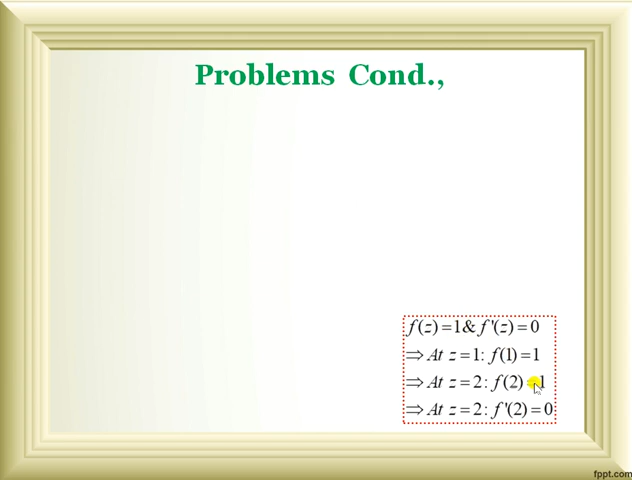 Problems Cond.,
f(z) = 1 & f'(z) = 0
⇒ At z = 1: f(1) = 1
⇒ At z = 2: f(2) = 1
⇒ At z = 2: f'(2) = 0
fppt.com